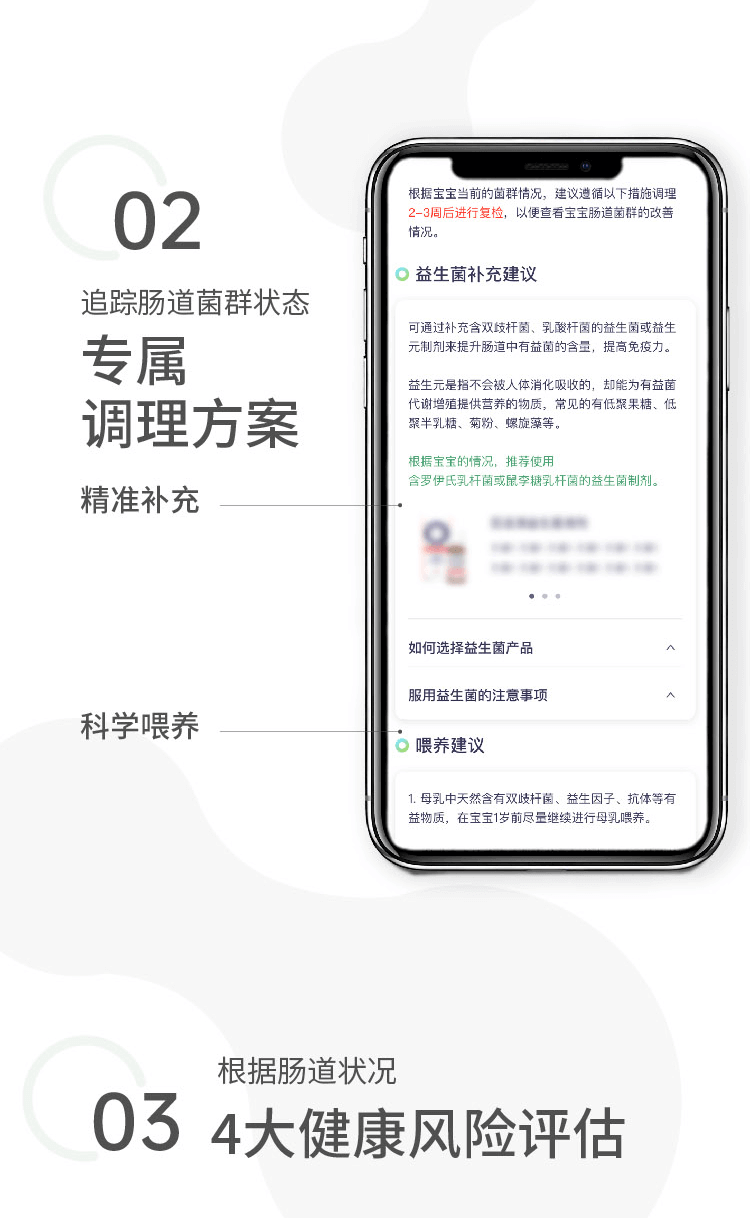 02
追踪肠道菌群状态
专属
调理方案
精准补充
科学喂养
根据宝宝当前的菌群情况，建议遵循以下措施调理
2-3周后进行复检，以便查看宝宝肠道菌群的改善
情况。
益生菌补充建议
可通过补充含双歧杆菌、乳酸杆菌的益生菌或益生
元制剂来提升肠道中有益菌的含量，提高免疫力。
益生元是指不会被人体消化吸收的，却能为有益菌
代谢增殖提供营养的物质，常见的有低聚果糖、低
聚半乳糖、菊粉、螺旋藻等。
根据宝宝的情况，推荐使用
含罗伊氏乳杆菌或鼠李糖乳杆菌的益生菌制剂。
如何选择益生菌产品
服用益生菌的注意事项
喂养建议
1. 母乳中天然含有双歧杆菌、益生因子、抗体等有
益物质，在宝宝1岁前尽量继续进行母乳喂养。
根据肠道状况
03 4大健康风险评估